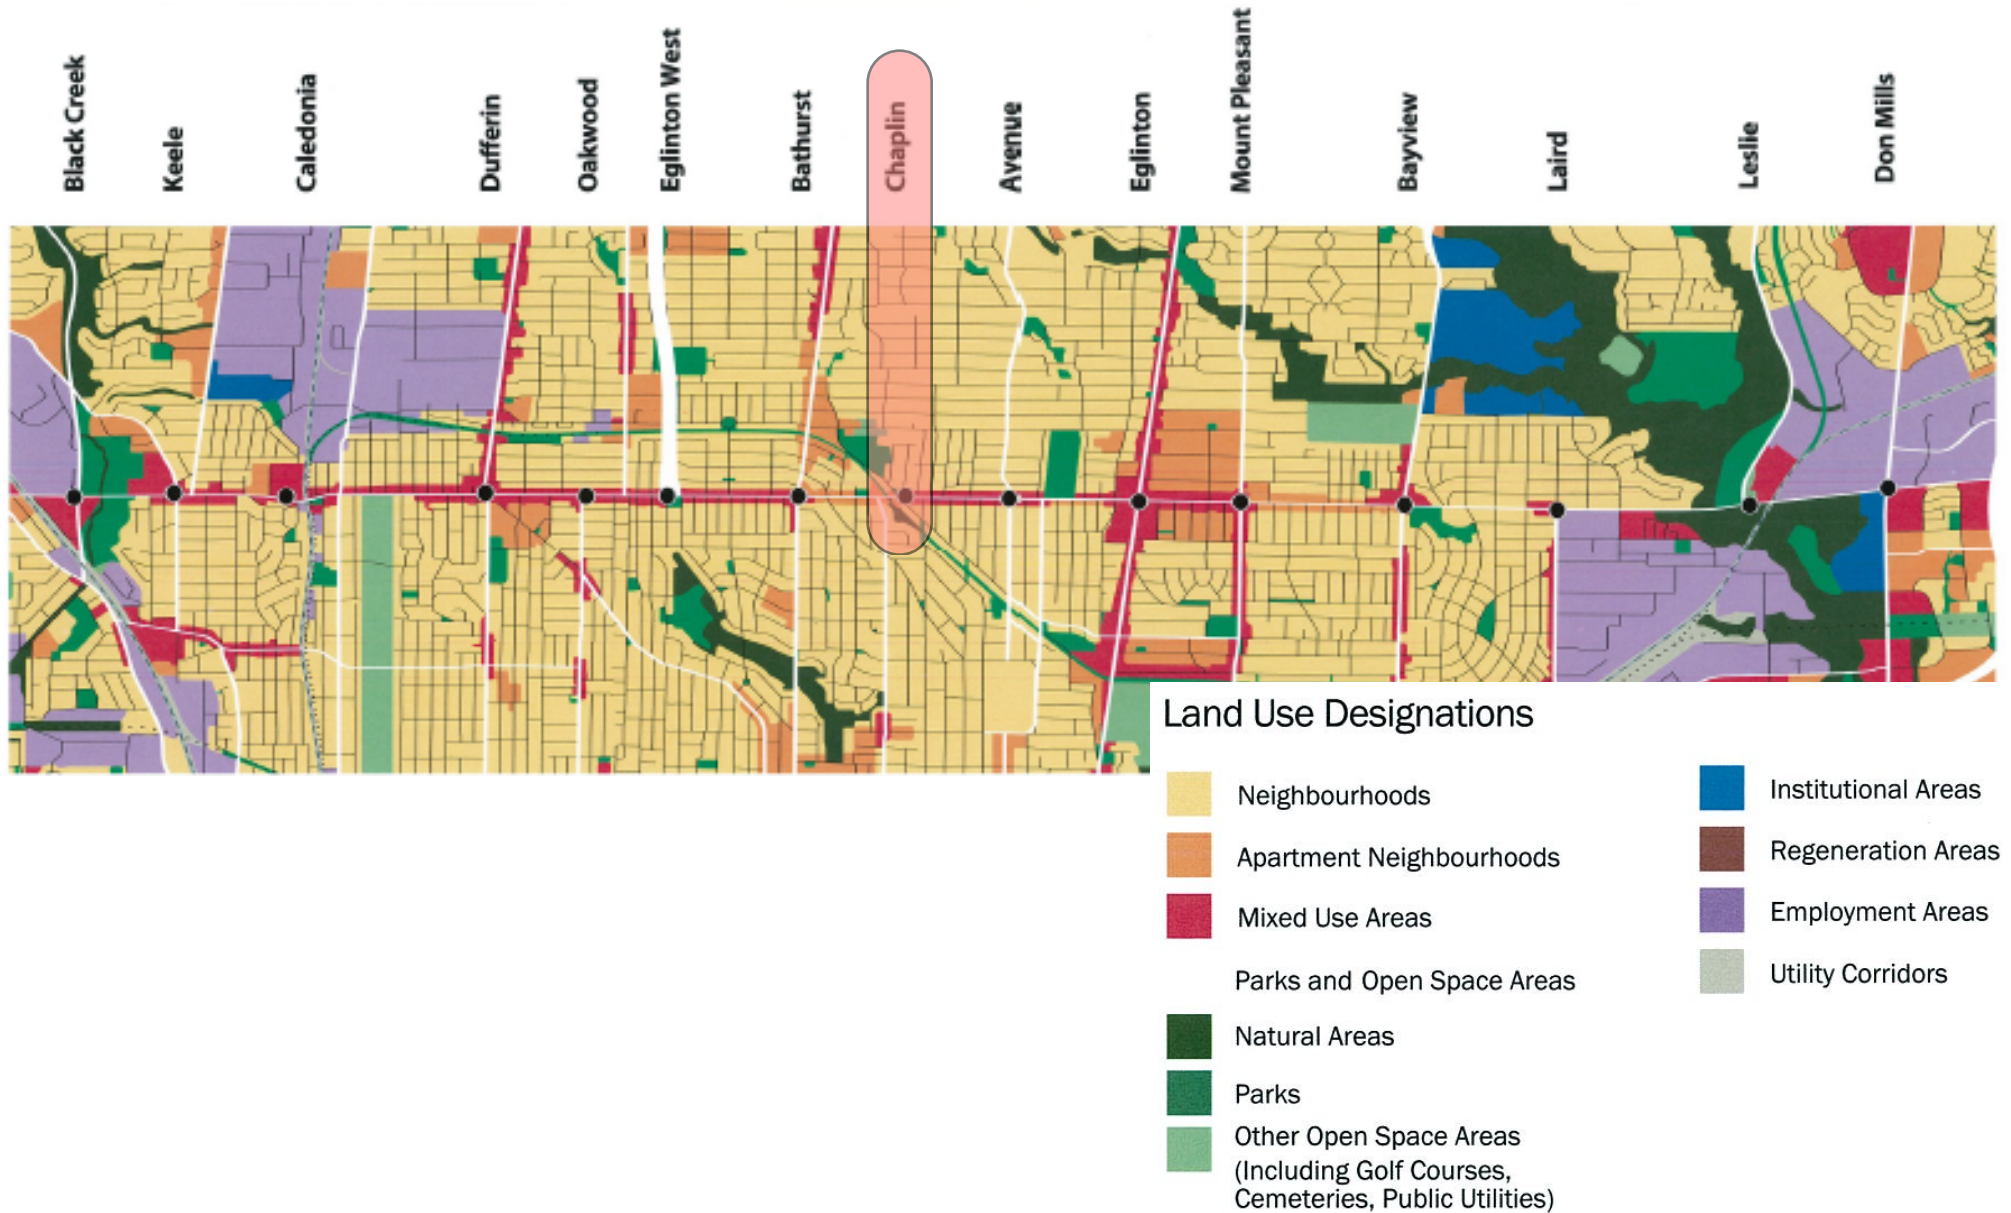 Black Creek
Keele
Caledonia
Dufferin
Oakwood
Eglinton West
Bathurst
Chaplin
Avenue
Eglinton
Mount Pleasant
Bayview
Laird
Leslie
Don Mills
Land Use Designations
Neighbourhoods
Apartment Neighbourhoods
Mixed Use Areas
Parks and Open Space Areas
Natural Areas
Parks
Other Open Space Areas
(Including Golf Courses,
Cemeteries, Public Utilities)
Institutional Areas
Regeneration Areas
Employment Areas
Utility Corridors